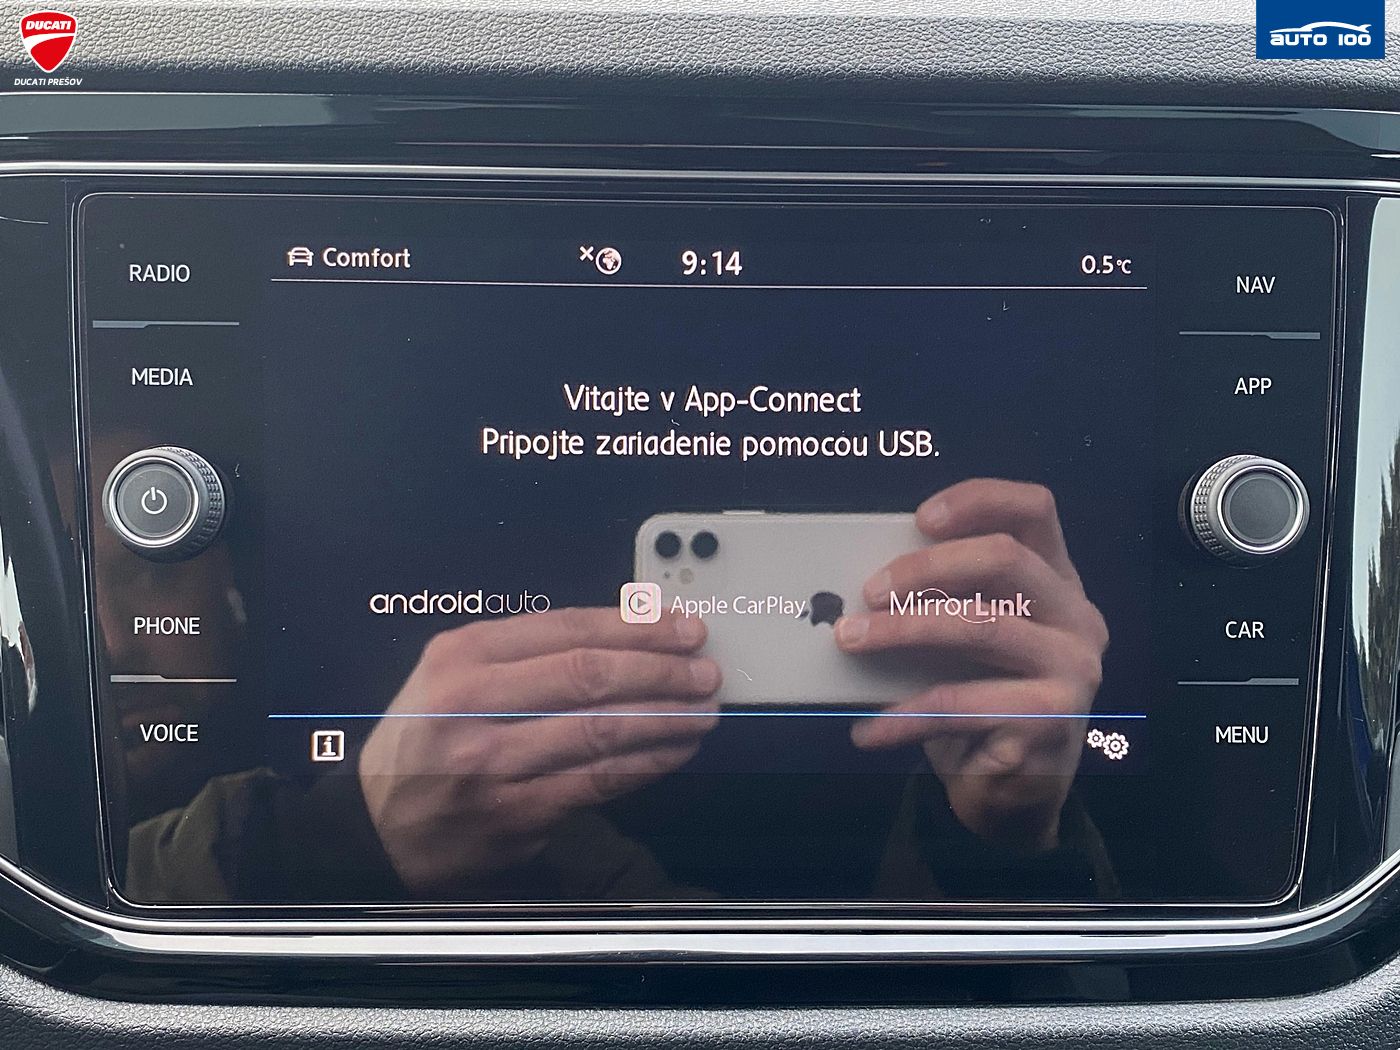 DUCATI
DUCATI PREŠOV
AUTO 100
RADIO
MEDIA
PHONE
VOICE
Comfort
9:14
0.5°C
Vitajte v App-Connect
Pripojte zariadenie pomocou USB.
androidauto
Apple CarPlay
MirrorLink
i
NAV
APP
CAR
MENU